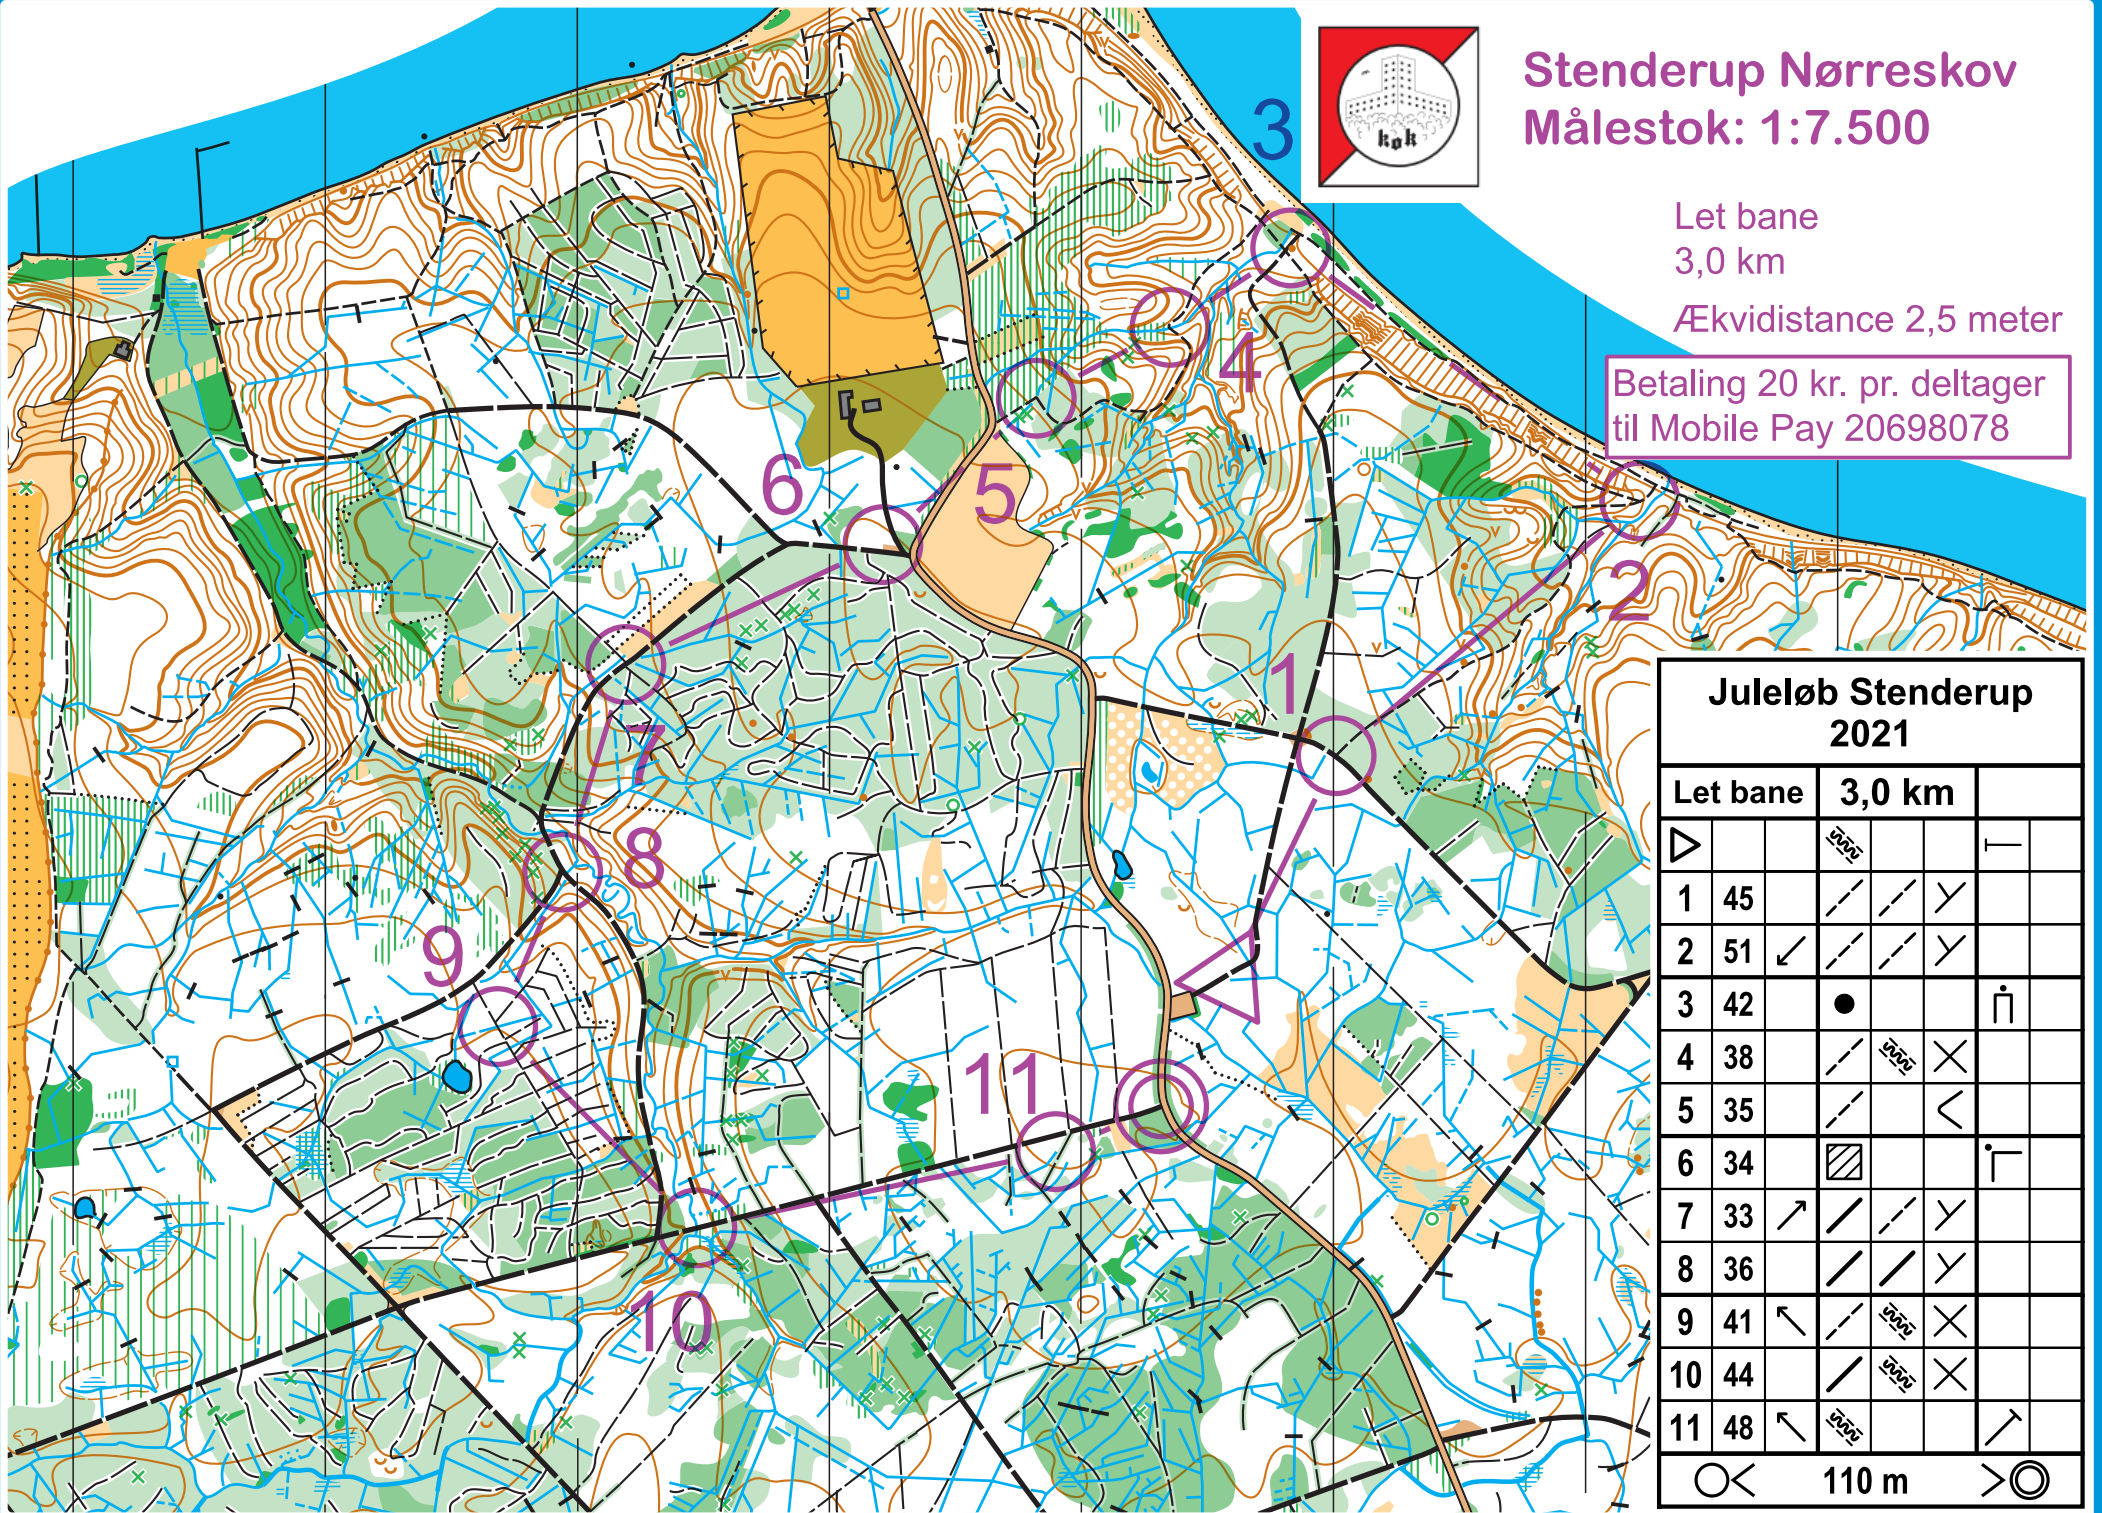 Stenderup Nørreskov
Målestok: 1:7.500
kok
Let bane
3,0 km
Ækvidistance 2,5 meter
Betaling 20 kr. pr. deltager
til Mobile Pay 20698078
3
4
5
6
2
1
7
8
9
11
10
Juleløb Stenderup
2021
Let bane 3,0 km
1 45
2 51
3 42
4 38
5 35
6 34
7 33
8 36
9 41
10 44
11 48
110 m